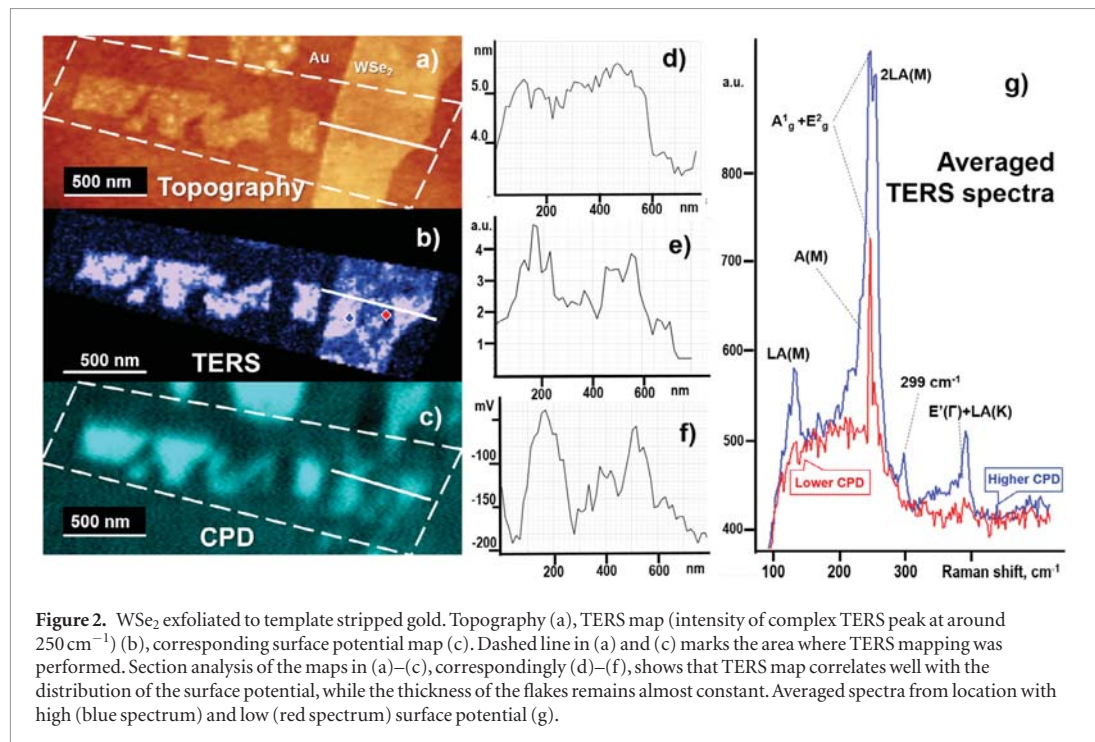 a)
Au
WSe₂
500 nm
Topography
b)
500 nm
TERS
c)
500 nm
CPD
nm
d)
5.0
4.0
200 400 600
nm
a.u.
e)
4
3
2
1
200 400 600 nm
mV
f)
-50
-100
-150
-200
200 400 600
nm
a.u.
g)
2LA(M)
A¹g +E²g
Averaged
TERS spectra
800
700
A(M)
600
LA(M)
299 cm⁻¹
E'(Γ)+LA(K)
500
Lower CPD
Higher CPD
400
100 200 300
Raman shift, cm⁻¹
Figure 2. WSe₂ exfoliated to template stripped gold. Topography (a), TERS map (intensity of complex TERS peak at around
250 cm⁻¹) (b), corresponding surface potential map (c). Dashed line in (a) and (c) marks the area where TERS mapping was
performed. Section analysis of the maps in (a)–(c), correspondingly (d)–(f), shows that TERS map correlates well with the
distribution of the surface potential, while the thickness of the flakes remains almost constant. Averaged spectra from location with
high (blue spectrum) and low (red spectrum) surface potential (g).